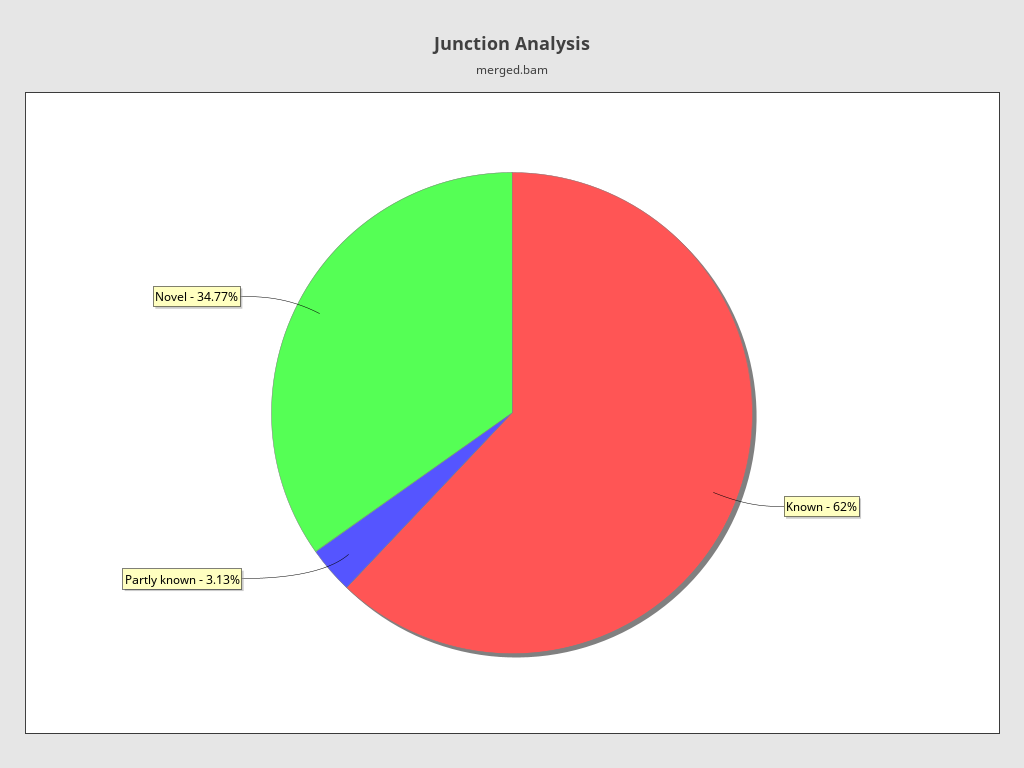 Junction Analysis
merged.bam
Novel - 34.77%
Known - 62%
Partly known - 3.13%